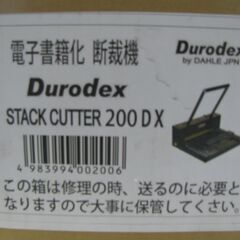 電子書籍化 断裁機
Durodex
by DAHLE JPN
Durodex
STACK CUTTER 200DX
4 983994 002006
この箱は修理の時、送るのに必要と
なりますので大事に保管してください。